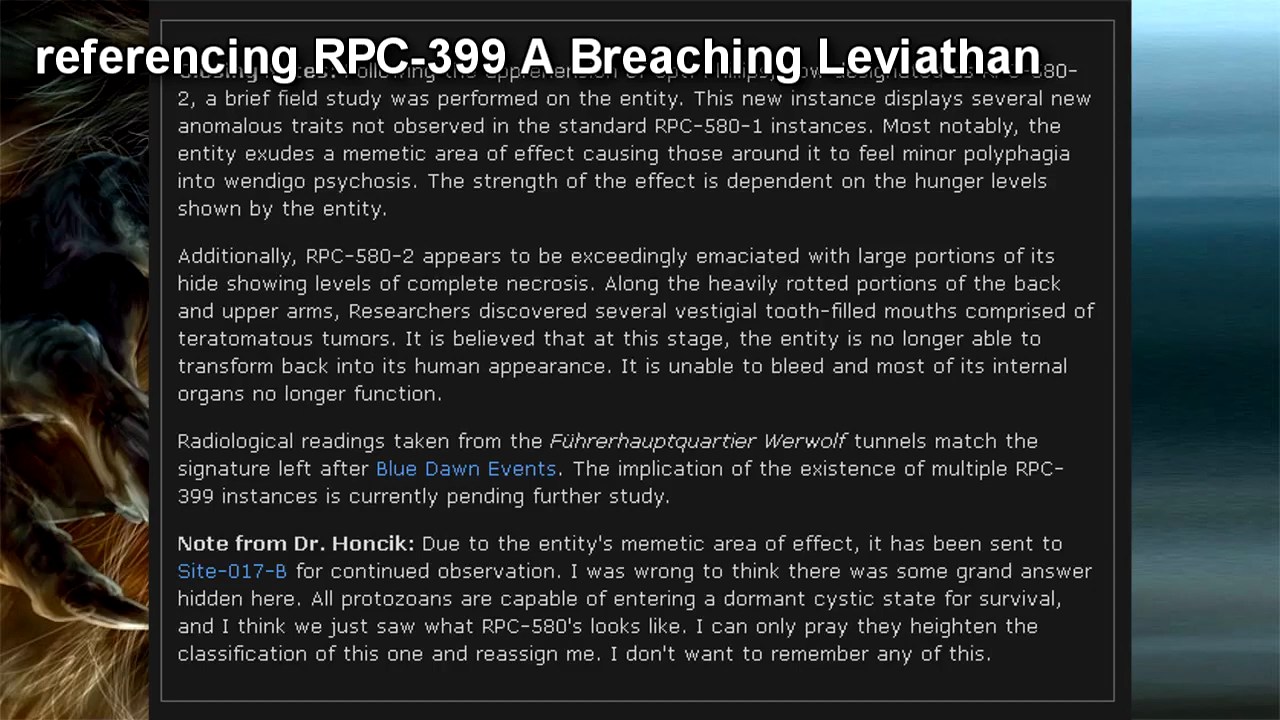 referencing RPC-399 A Breaching Leviathan
2, a brief field study was performed on the entity. This new instance displays several new
anomalous traits not observed in the standard RPC-580-1 instances. Most notably, the
entity exudes a memetic area of effect causing those around it to feel minor polyphagia
into wendigo psychosis. The strength of the effect is dependent on the hunger levels
shown by the entity.
Additionally, RPC-580-2 appears to be exceedingly emaciated with large portions of its
hide showing levels of complete necrosis. Along the heavily rotted portions of the back
and upper arms, Researchers discovered several vestigial tooth-filled mouths comprised of
teratomatous tumors. It is believed that at this stage, the entity is no longer able to
transform back into its human appearance. It is unable to bleed and most of its internal
organs no longer function.
Radiological readings taken from the Führerhauptquartier Werwolf tunnels match the
signature left after Blue Dawn Events. The implication of the existence of multiple RPC-
399 instances is currently pending further study.
Note from Dr. Honcik: Due to the entity's memetic area of effect, it has been sent to
Site-017-B for continued observation. I was wrong to think there was some grand answer
hidden here. All protozoans are capable of entering a dormant cystic state for survival,
and I think we just saw what RPC-580's looks like. I can only pray they heighten the
classification of this one and reassign me. I don't want to remember any of this.